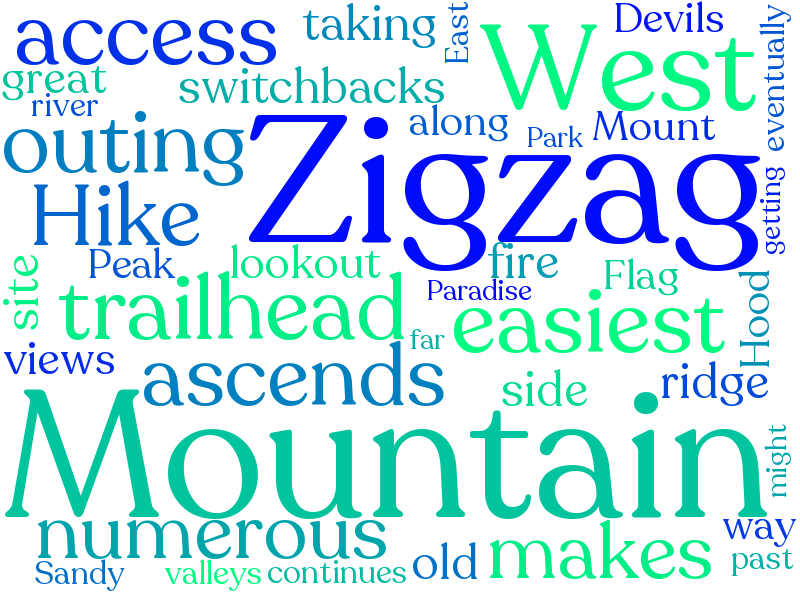 access
taking
East
West
Devils
eventually
great
switchbacks
river
outing
along
Park
Mount
Zigzag
getting
Hike
Peak
lookout
fire
Flag
site
trailhead
Paradise
easiest
Hood
far
views
ascends
side
ridge
Mountain
might
numerous
makes
way
old
past
Sandy
valleys
continues